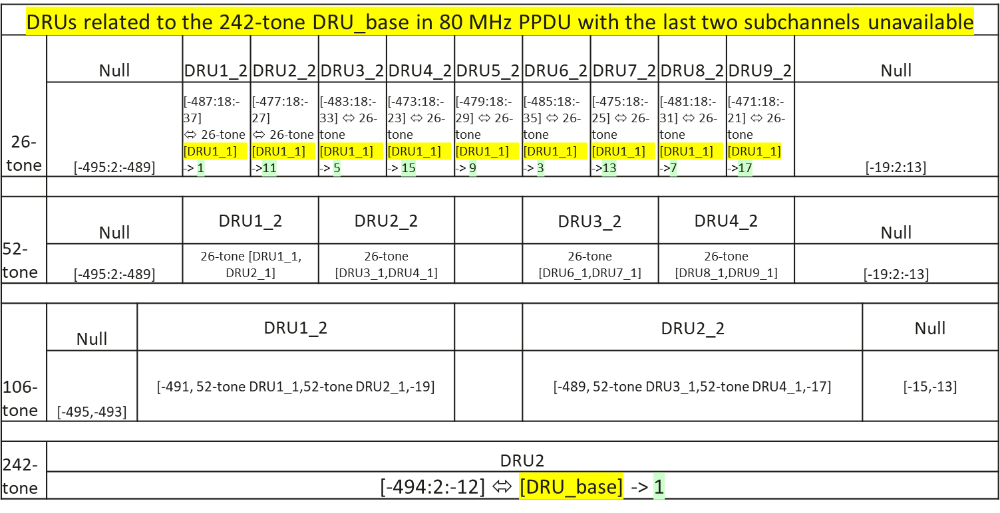 DRUs related to the 242-tone DRU_base in 80 MHz PPDU with the last two subchannels unavailable
26-
tone
Null
DRU1_2
DRU2_2
DRU3_2
DRU4_2
DRU5_2
DRU6_2
DRU7_2
DRU8_2
DRU9_2
Null
[-495:2:-489]
[-487:18:-
37]
⇔ 26-tone
[DRU1_1]
-> 1
[-477:18:-
27]
⇔ 26-tone
[DRU1_1]
->11
[-483:18:-
33] ⇔ 26-
tone
[DRU1_1]
-> 5
[-473:18:-
23] ⇔ 26-
tone
[DRU1_1]
-> 15
[-479:18:-
29] ⇔ 26-
tone
[DRU1_1]
-> 9
[-485:18:-
35] ⇔ 26-
tone
[DRU1_1]
-> 3
[-475:18:-
25] ⇔ 26-
tone
[DRU1_1]
->13
[-481:18:-
31] ⇔ 26-
tone
[DRU1_1]
->7
[-471:18:-
21] ⇔ 26-
tone
[DRU1_1]
->17
[-19:2:13]
52-
tone
Null
DRU1_2
DRU2_2
DRU3_2
DRU4_2
Null
[-495:2:-489]
26-tone [DRU1_1,
DRU2_1]
26-tone
[DRU3_1,DRU4_1]
26-tone
[DRU6_1,DRU7_1]
26-tone
[DRU8_1,DRU9_1]
[-19:2:-13]
106-
tone
Null
DRU1_2
DRU2_2
Null
[-495,-493]
[-491, 52-tone DRU1_1,52-tone DRU2_1,-19]
[-489, 52-tone DRU3_1,52-tone DRU4_1,-17]
[-15,-13]
242-
tone
DRU2
[-494:2:-12] ⇔ [DRU_base] -> 1